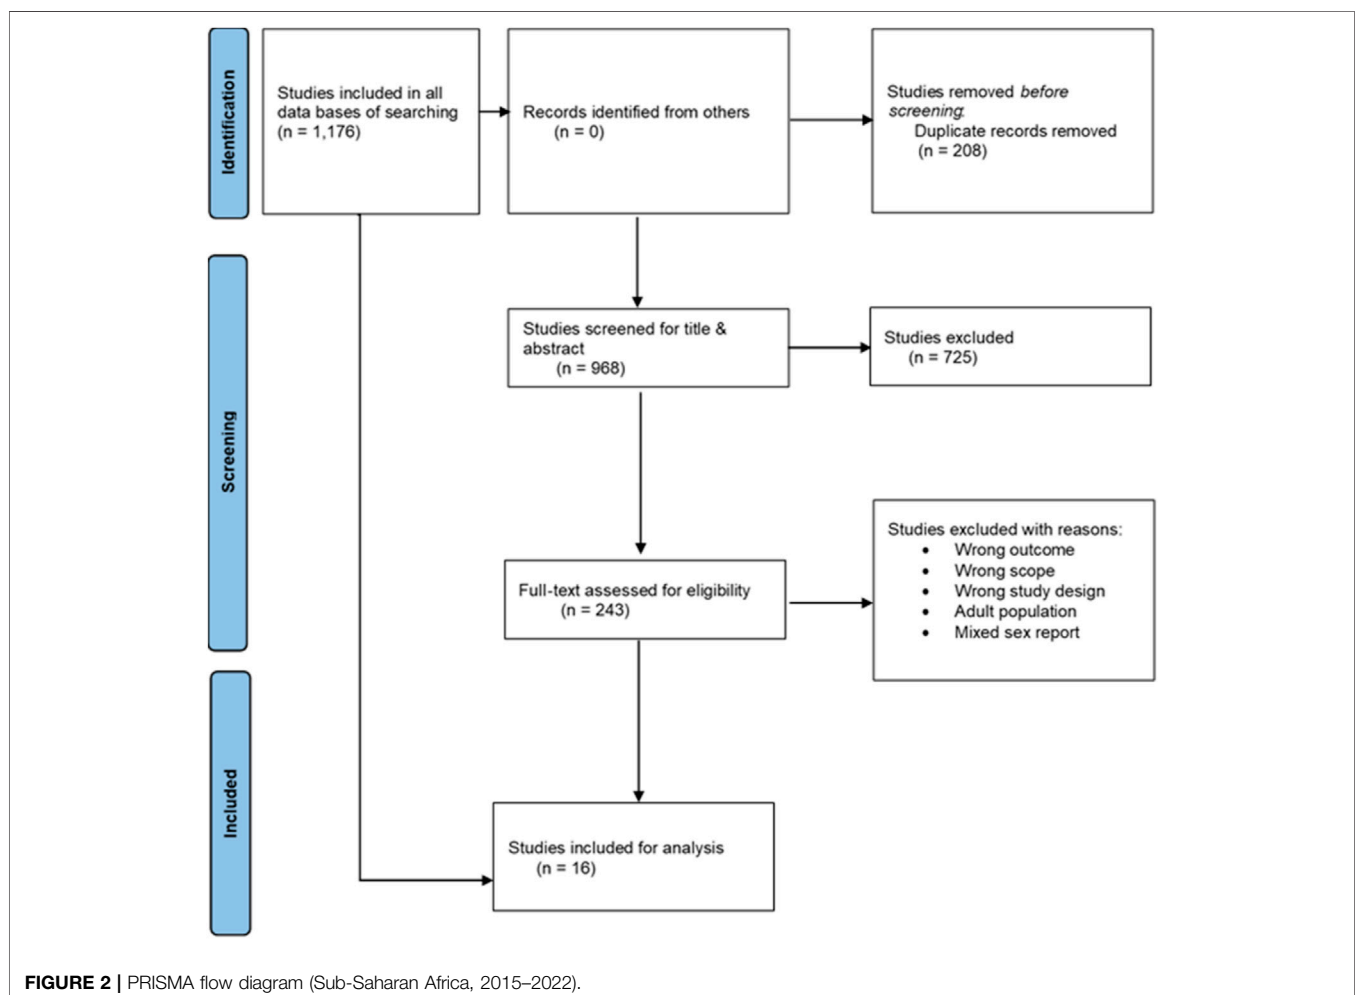 Identification
Studies included in all
data bases of searching
(n = 1,176)
Records identified from others
(n = 0)
Studies removed before
screening:
Duplicate records removed
(n = 208)
Screening
Studies screened for title &
abstract
(n = 968)
Studies excluded
(n = 725)
Full-text assessed for eligibility
(n = 243)
Studies excluded with reasons:
• Wrong outcome
• Wrong scope
• Wrong study design
• Adult population
• Mixed sex report
Included
Studies included for analysis
(n = 16)
FIGURE 2 | PRISMA flow diagram (Sub-Saharan Africa, 2015–2022).